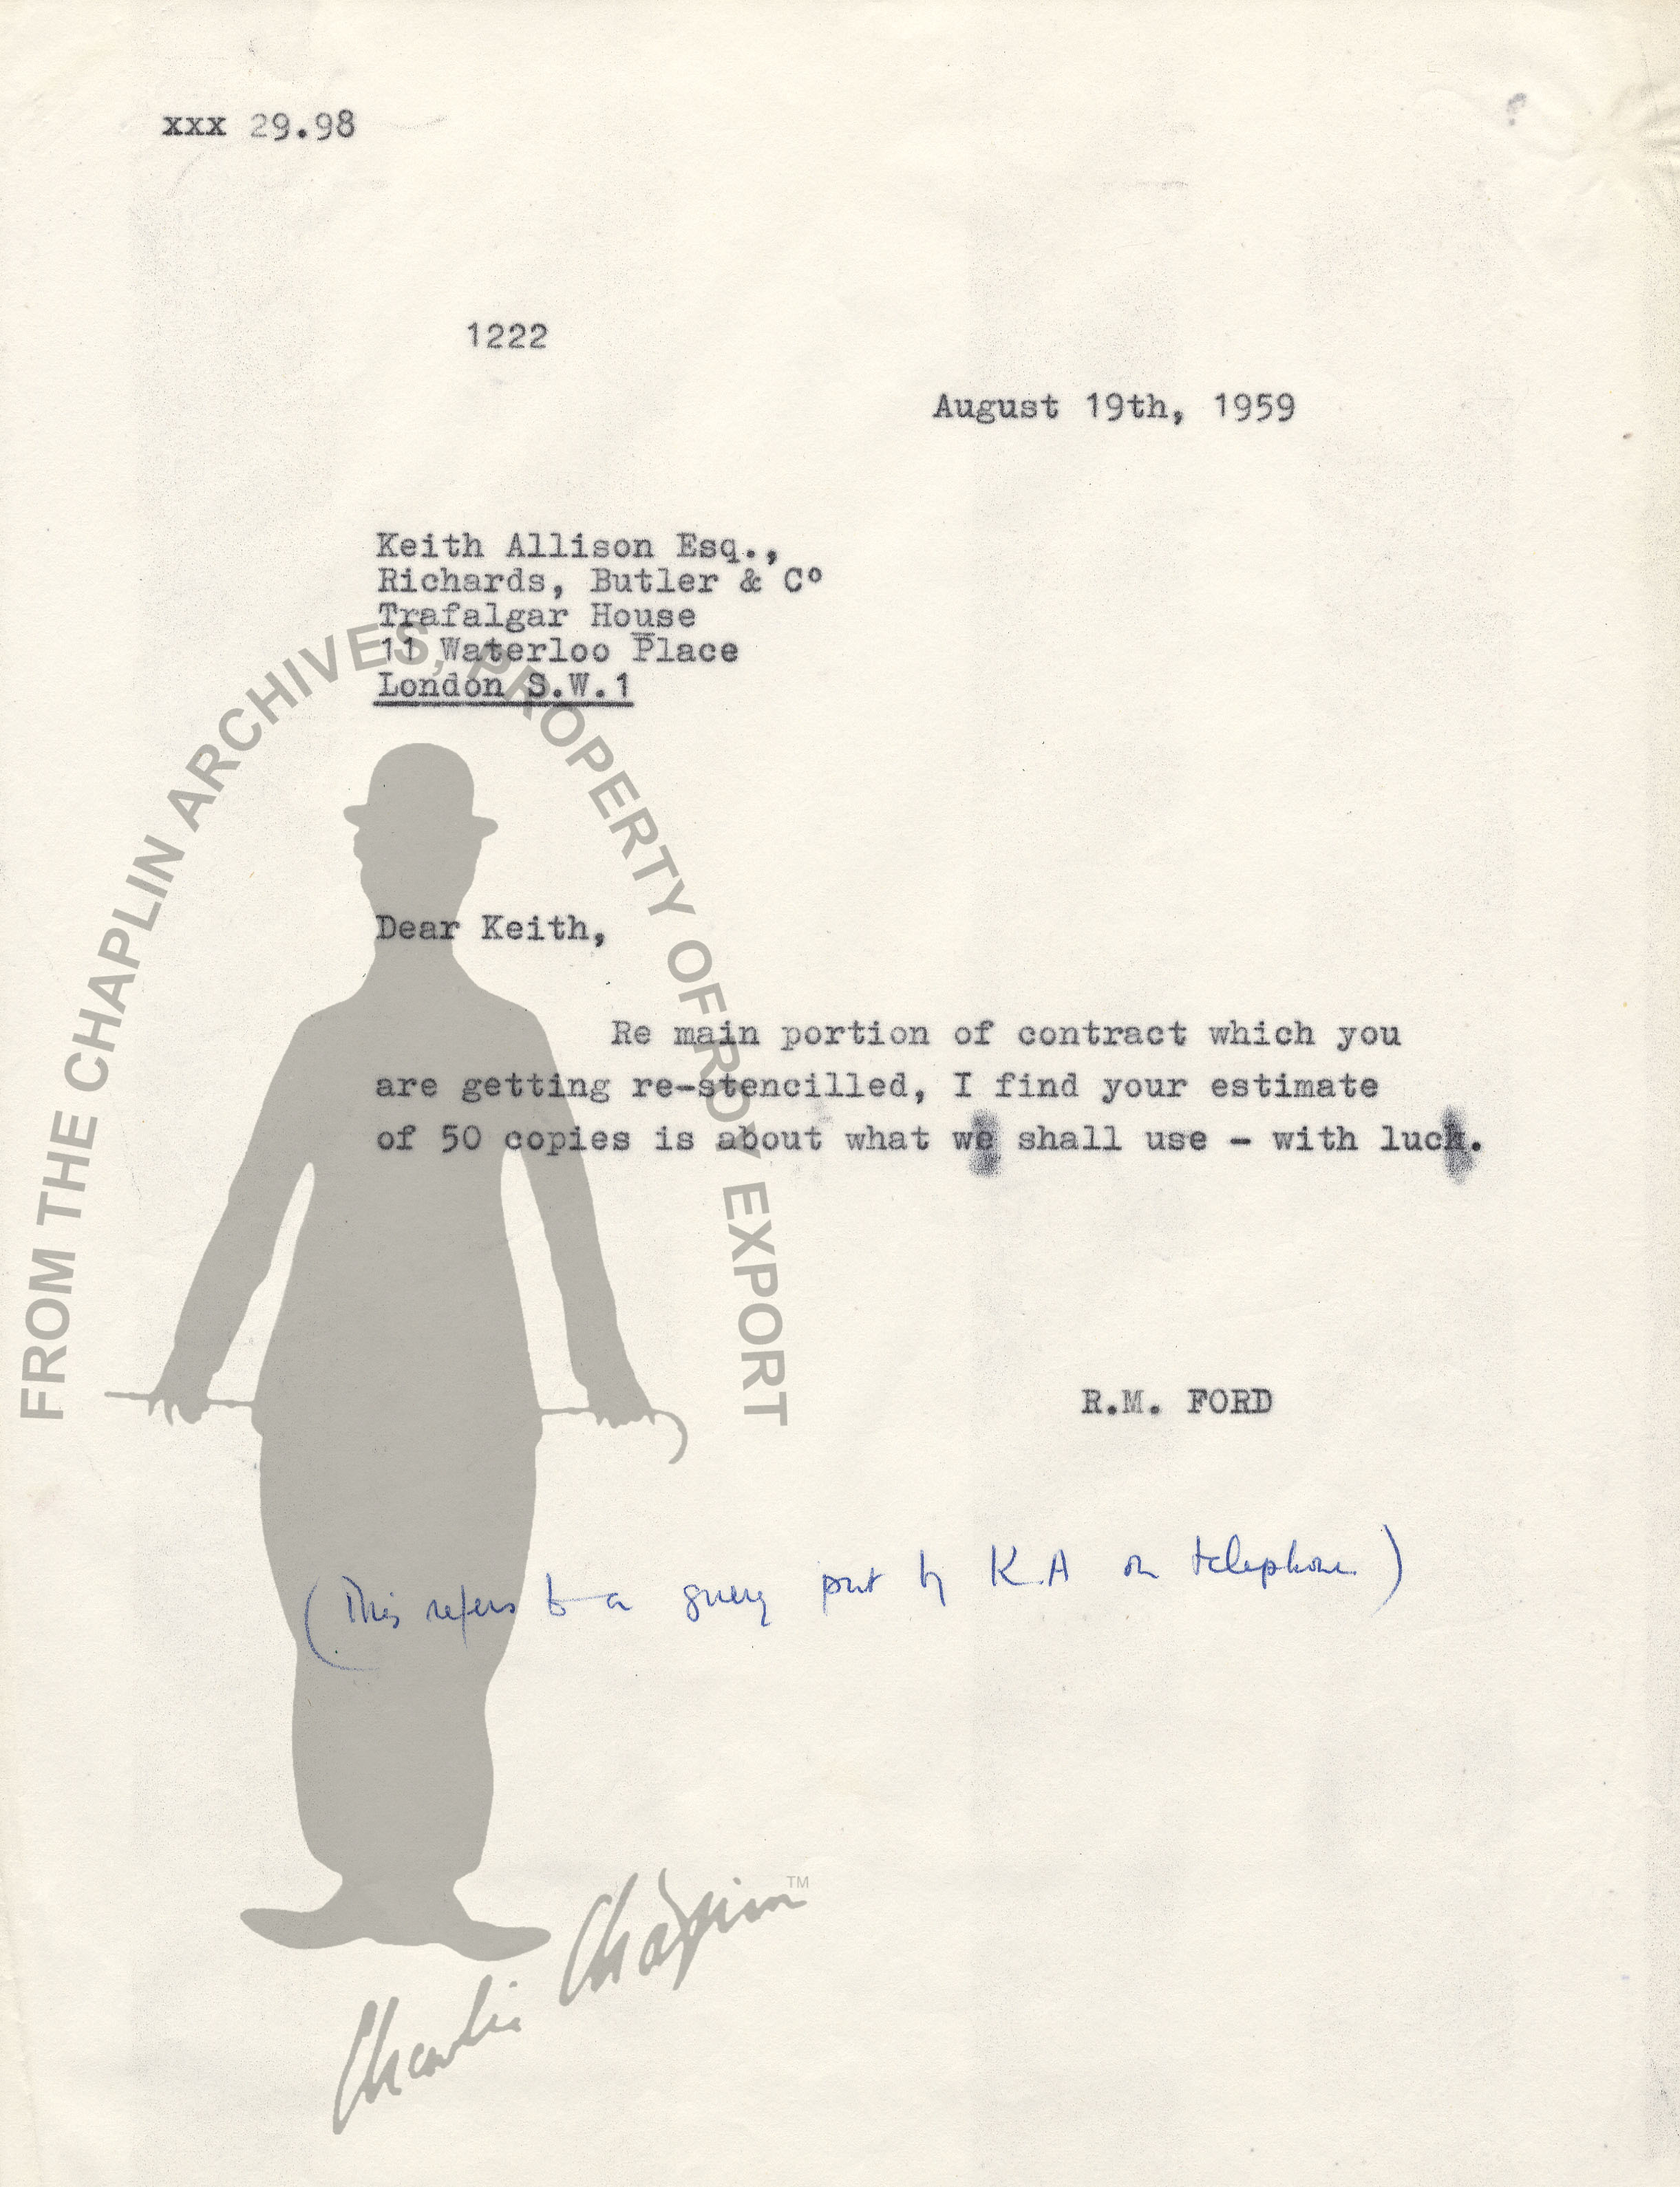 xxx 29.98
1222
August 19th, 1959
Keith Allison Esq.,
Richards, Butler & Cº
Trafalgar House
11 Waterloo Place
London S.W.1
Dear Keith,
Re main portion of contract which you
are getting re-stencilled, I find your estimate
of 50 copies is about what we shall use - with luck.
R.M. FORD
(This refers to a query put by K.A on telephone)
FROM THE CHAPLIN ARCHIVES, PROPERTY OF ROY EXPORT
Charlie Chaplin™